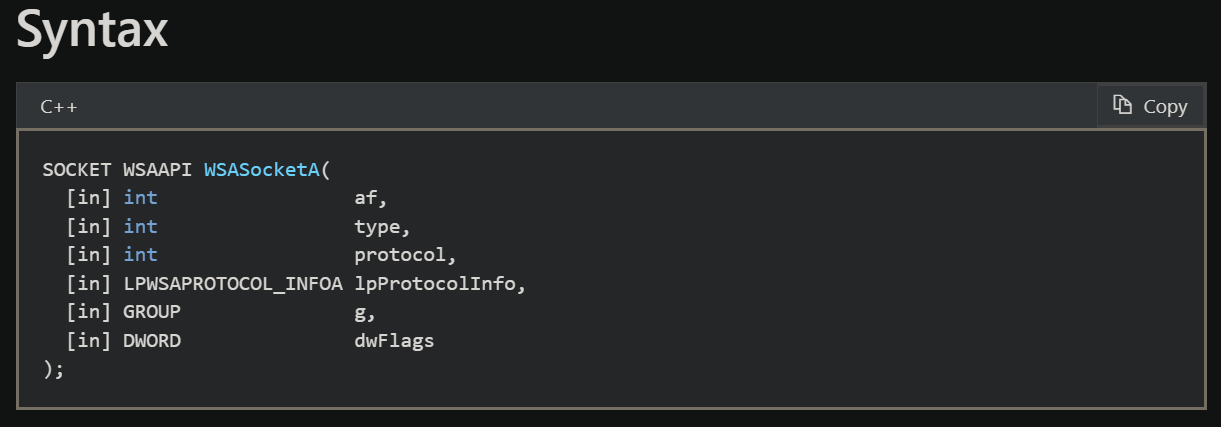 Syntax
C++
Copy
SOCKET WSAAPI WSASocketA(
  [in] int                 af,
  [in] int                 type,
  [in] int                 protocol,
  [in] LPWSAPROTOCOL_INFOA lpProtocolInfo,
  [in] GROUP               g,
  [in] DWORD               dwFlags
);